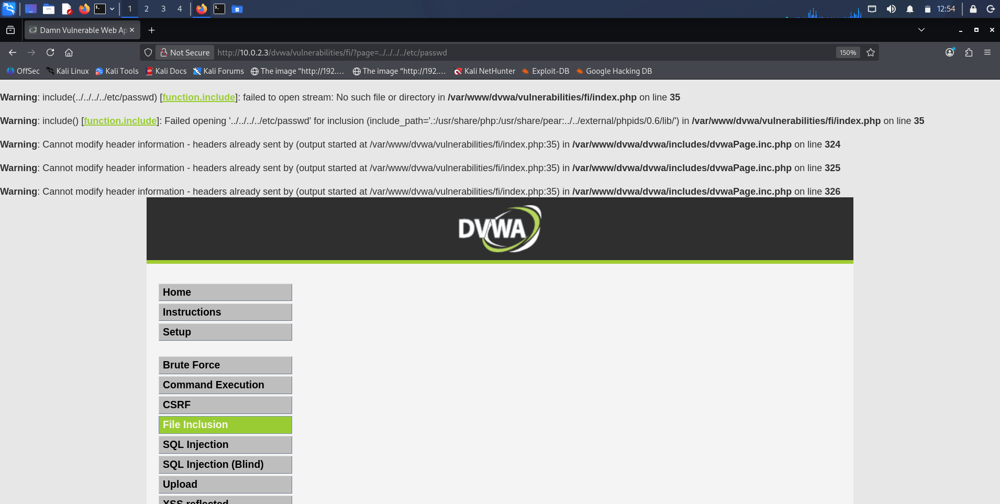 1 2 3 4 12:54
Damn Vulnerable Web Ap
Not Secure http://10.0.2.3/dvwa/vulnerabilities/fi/?page=../../../../etc/passwd 150%
OffSec Kali Linux Kali Tools Kali Docs Kali Forums The image “http://192.… The image “http://192.… Kali NetHunter Exploit-DB Google Hacking DB
Warning: include(../../../../etc/passwd) [function.include]: failed to open stream: No such file or directory in /var/www/dvwa/vulnerabilities/fi/index.php on line 35
Warning: include() [function.include]: Failed opening '../../../../etc/passwd' for inclusion (include_path='.:/usr/share/php:/usr/share/pear:../../external/phpids/0.6/lib/') in /var/www/dvwa/vulnerabilities/fi/index.php on line 35
Warning: Cannot modify header information - headers already sent by (output started at /var/www/dvwa/vulnerabilities/fi/index.php:35) in /var/www/dvwa/dvwa/includes/dvwaPage.inc.php on line 324
Warning: Cannot modify header information - headers already sent by (output started at /var/www/dvwa/vulnerabilities/fi/index.php:35) in /var/www/dvwa/dvwa/includes/dvwaPage.inc.php on line 325
Warning: Cannot modify header information - headers already sent by (output started at /var/www/dvwa/vulnerabilities/fi/index.php:35) in /var/www/dvwa/dvwa/includes/dvwaPage.inc.php on line 326
DVWA
Home
Instructions
Setup
Brute Force
Command Execution
CSRF
File Inclusion
SQL Injection
SQL Injection (Blind)
Upload
XSS reflected